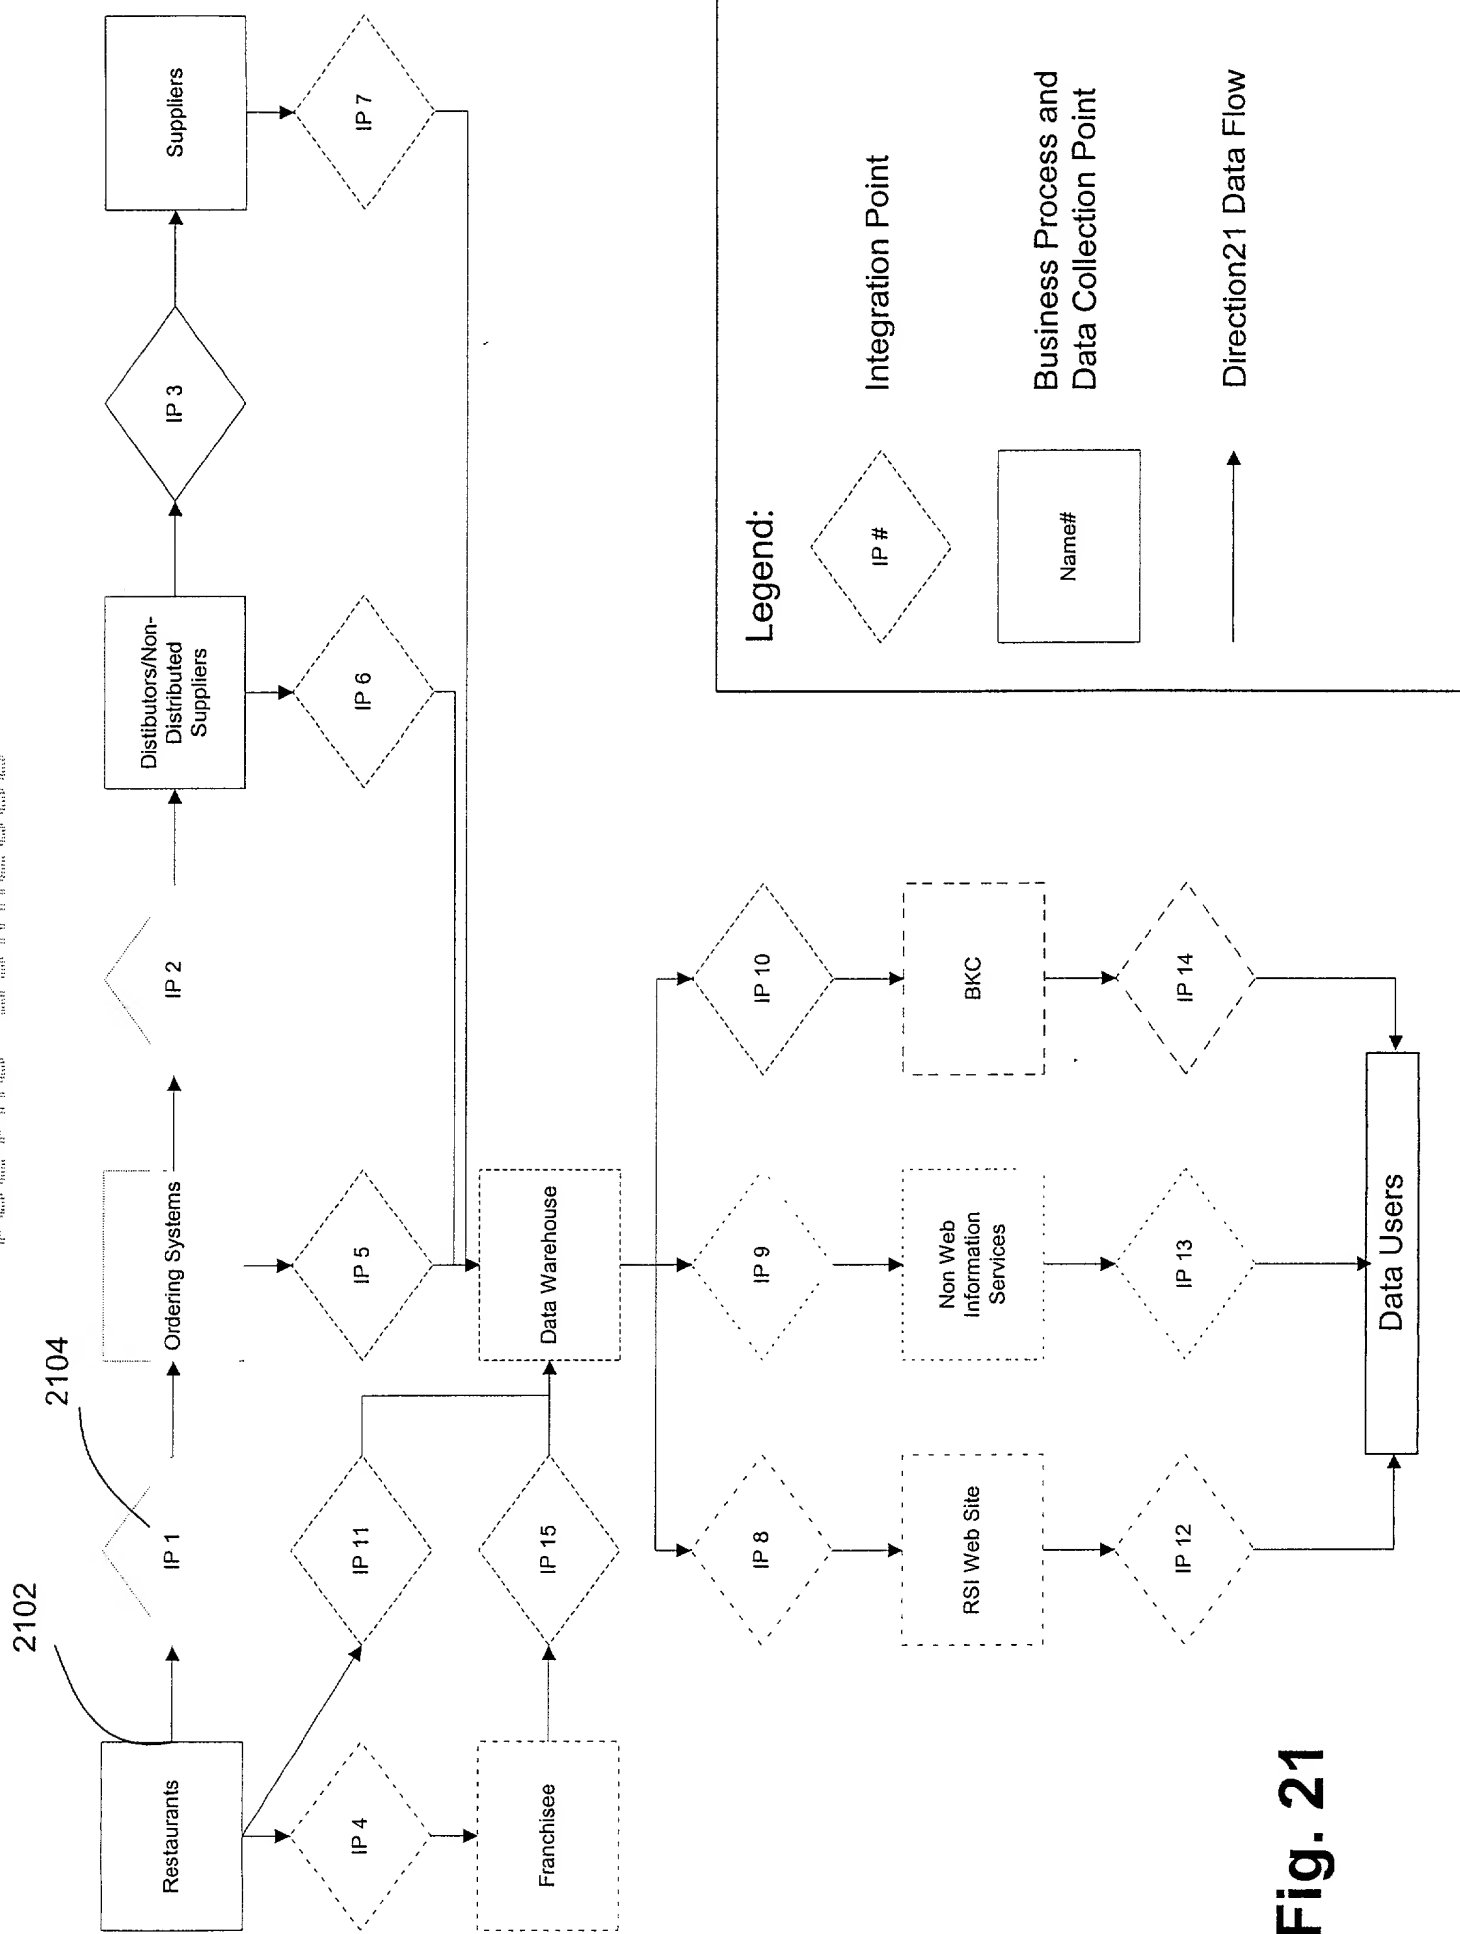 2102
2104
Restaurants
IP 1
Ordering Systems
IP 2
Distibutors/Non-
Distributed
Suppliers
IP 3
Suppliers
IP 4
IP 11
IP 5
IP 6
IP 7
Franchisee
IP 15
Data Warehouse
IP 8
IP 9
IP 10
RSI Web Site
Non Web
Information
Services
BKC
IP 12
IP 13
IP 14
Data Users
Legend:
IP #
Integration Point
Name#
Business Process and
Data Collection Point
Direction21 Data Flow
Fig. 21